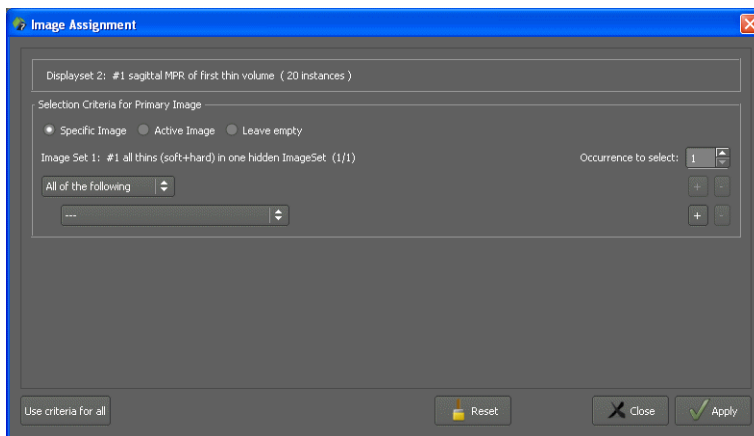 Image Assignment
Displayset 2: #1 sagittal MPR of first thin volume ( 20 instances )
Selection Criteria for Primary Image
Specific Image Active Image Leave empty
Image Set 1: #1 all thins (soft+hard) in one hidden ImageSet (1/1) Occurrence to select: 1
All of the following + -
--- + -
Use criteria for all Reset Close Apply